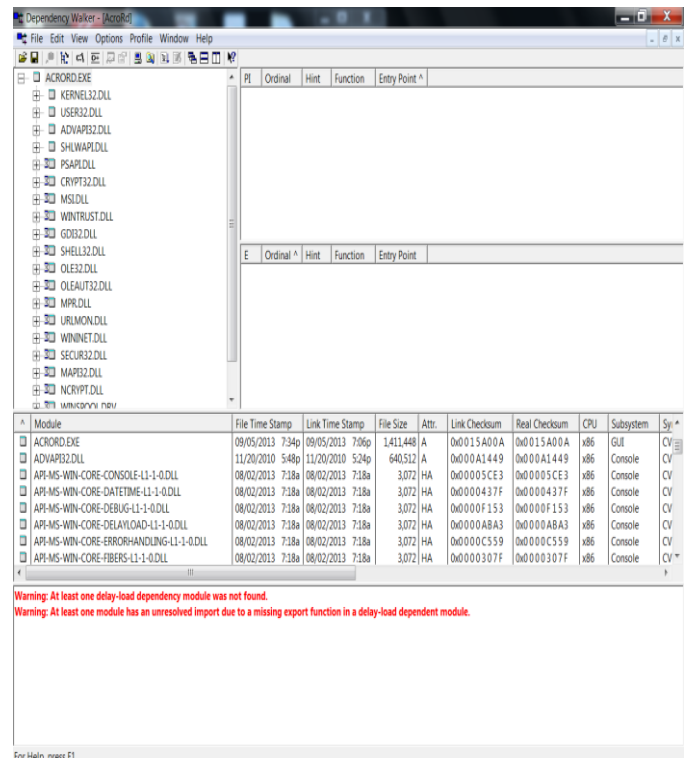 Dependency Walker - [AcroRd]
File Edit View Options Profile Window Help
ACRORD.EXE
KERNEL32.DLL
USER32.DLL
ADVAPI32.DLL
SHLWAPI.DLL
PSAPI.DLL
CRYPT32.DLL
MSI.DLL
WINTRUST.DLL
GDI32.DLL
SHELL32.DLL
OLE32.DLL
OLEAUT32.DLL
MPR.DLL
URLMON.DLL
WININET.DLL
SECUR32.DLL
MAPI32.DLL
NCRYPT.DLL
WINSPOOL.DRV
PI Ordinal Hint Function Entry Point ^
E Ordinal ^ Hint Function Entry Point
^ Module File Time Stamp Link Time Stamp File Size Attr. Link Checksum Real Checksum CPU Subsystem Sy
ACRORD.EXE 09/05/2013 7:34p 09/05/2013 7:06p 1,411,448 A 0x0015A00A 0x0015A00A x86 GUI CV
ADVAPI32.DLL 11/20/2010 5:48p 11/20/2010 5:24p 640,512 A 0x000A1449 0x000A1449 x86 Console CV
API-MS-WIN-CORE-CONSOLE-L1-1-0.DLL 08/02/2013 7:18a 08/02/2013 7:18a 3,072 HA 0x00005CE3 0x00005CE3 x86 Console CV
API-MS-WIN-CORE-DATETIME-L1-1-0.DLL 08/02/2013 7:18a 08/02/2013 7:18a 3,072 HA 0x0000437F 0x0000437F x86 Console CV
API-MS-WIN-CORE-DEBUG-L1-1-0.DLL 08/02/2013 7:18a 08/02/2013 7:18a 3,072 HA 0x0000F153 0x0000F153 x86 Console CV
API-MS-WIN-CORE-DELAYLOAD-L1-1-0.DLL 08/02/2013 7:18a 08/02/2013 7:18a 3,072 HA 0x0000ABA3 0x0000ABA3 x86 Console CV
API-MS-WIN-CORE-ERRORHANDLING-L1-1-0.DLL 08/02/2013 7:18a 08/02/2013 7:18a 3,072 HA 0x0000C559 0x0000C559 x86 Console CV
API-MS-WIN-CORE-FIBERS-L1-1-0.DLL 08/02/2013 7:18a 08/02/2013 7:18a 3,072 HA 0x0000307F 0x0000307F x86 Console CV
Warning: At least one delay-load dependency module was not found.
Warning: At least one module has an unresolved import due to a missing export function in a delay-load dependent module.
For Help, press F1